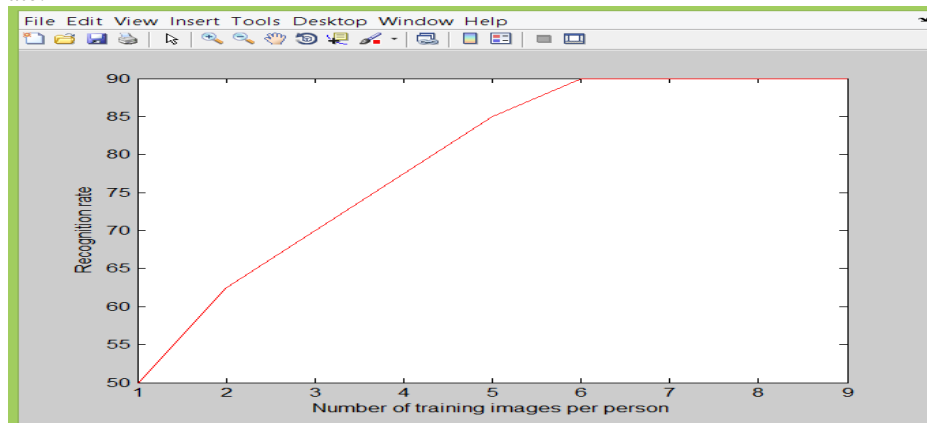 File Edit View Insert Tools Desktop Window Help
90
85
80
75
70
65
60
55
50
Recognition rate
1 2 3 4 5 6 7 8 9
Number of training images per person